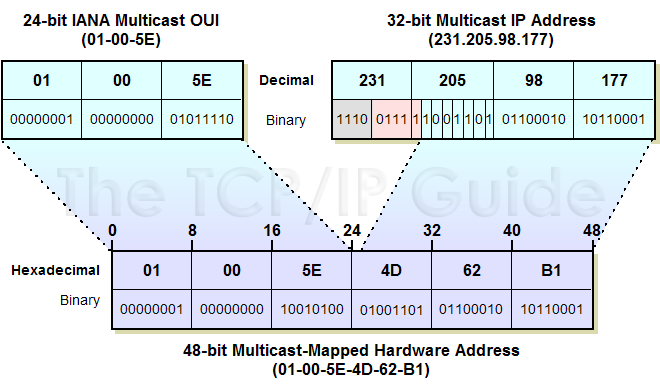 24-bit IANA Multicast OUI
(01-00-5E)
32-bit Multicast IP Address
(231.205.98.177)
01 00 5E Decimal 231 205 98 177
00000001 00000000 01011110 Binary 1110 0111 1 1 0 0 1 1 0 1 01100010 10110001
The TCP/IP Guide
0 8 16 24 32 40 48
Hexadecimal 01 00 5E 4D 62 B1
Binary 00000001 00000000 10010100 01001101 01100010 10110001
48-bit Multicast-Mapped Hardware Address
(01-00-5E-4D-62-B1)